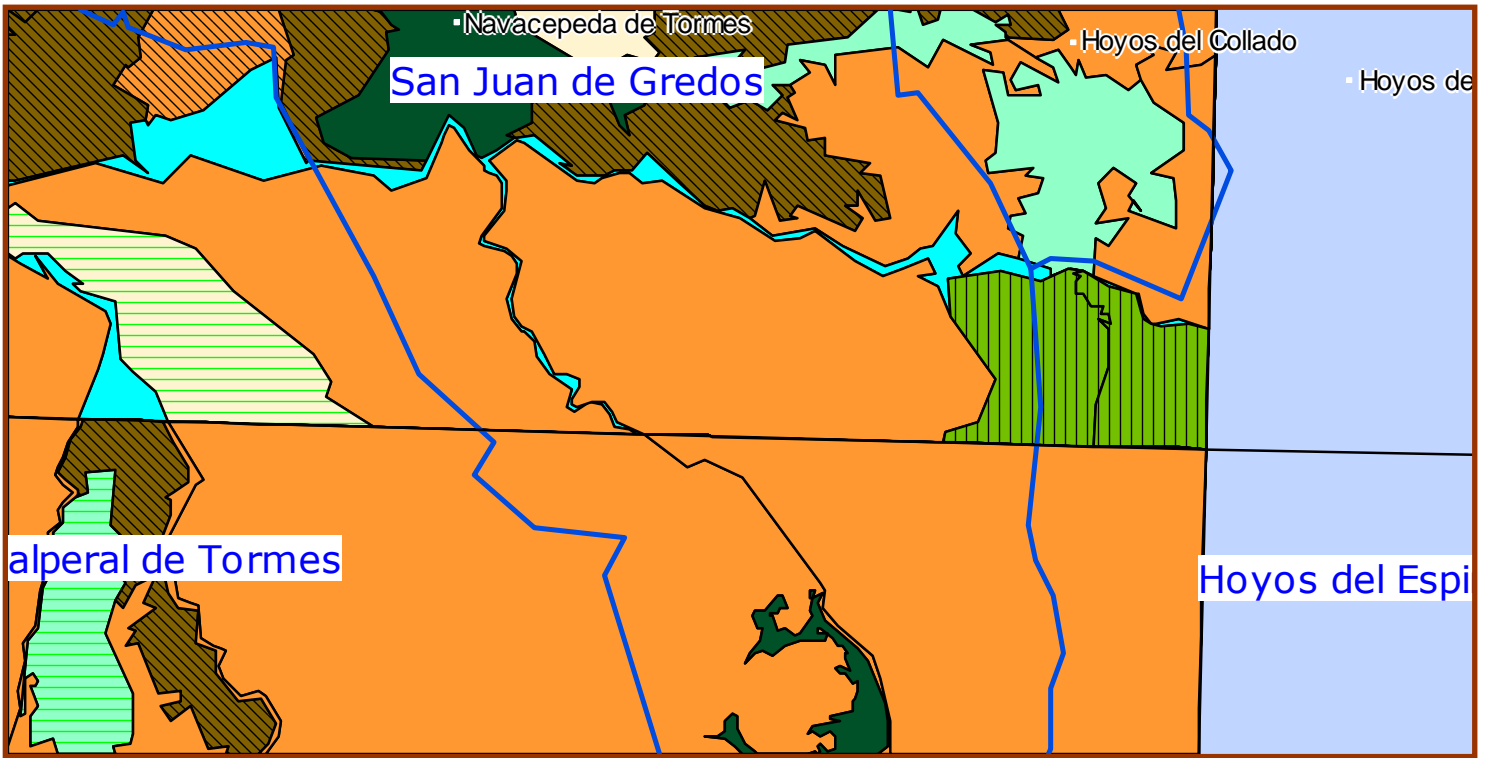 Navacepeda de Tormes
Hoyos del Collado
San Juan de Gredos
Hoyos de
alperal de Tormes
Hoyos del Espi